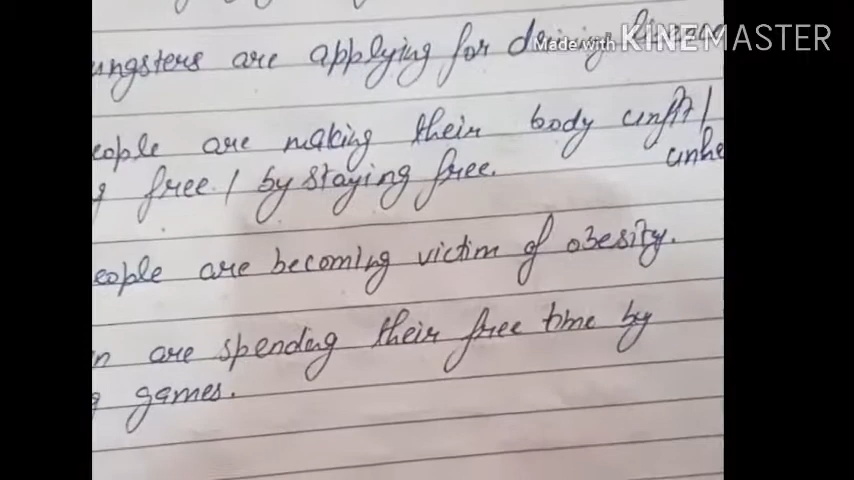 Made with KINEMASTER
ungsters are applying for driving license
eople are making their body unfit/
unhe
g free / by staying free.
eople are becoming victim of obesity.
n are spending their free time by
g games.